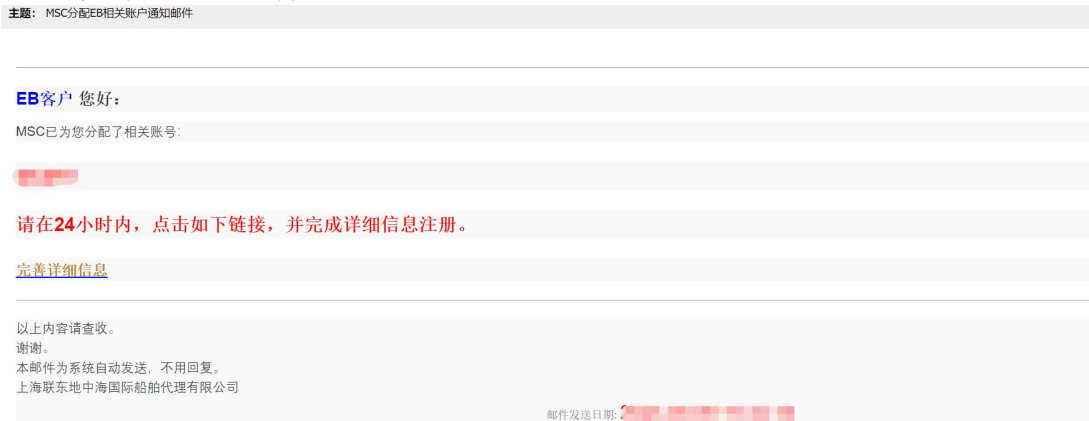 主题： MSC分配EB相关账户通知邮件
EB客户 您好：
MSC已为您分配了相关账号:
请在24小时内，点击如下链接，并完成详细信息注册。
完善详细信息
以上内容请查收。
谢谢。
本邮件为系统自动发送，不用回复。
上海联东地中海国际船舶代理有限公司
邮件发送日期: